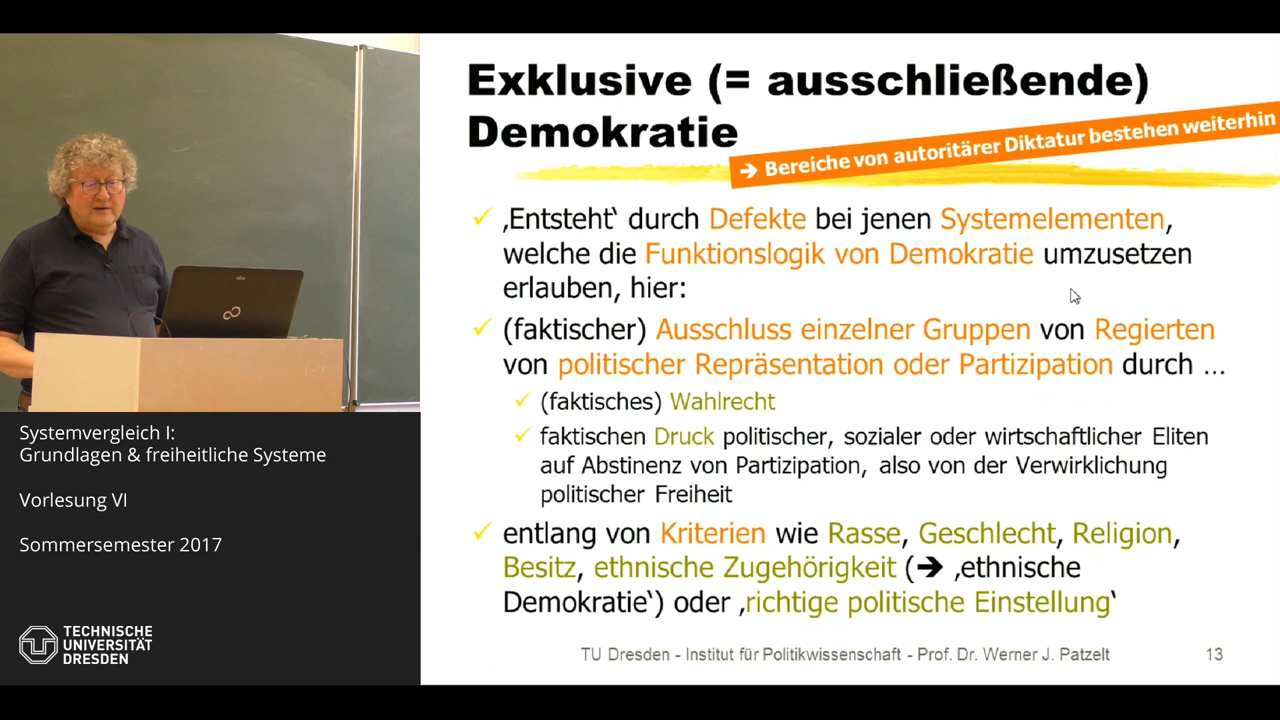 Exklusive (= ausschließende)
Demokratie
➔ Bereiche von autoritärer Diktatur bestehen weiterhin
‚Entsteht‘ durch Defekte bei jenen Systemelementen,
welche die Funktionslogik von Demokratie umzusetzen
erlauben, hier:
(faktischer) Ausschluss einzelner Gruppen von Regierten
von politischer Repräsentation oder Partizipation durch ...
(faktisches) Wahlrecht
faktischen Druck politischer, sozialer oder wirtschaftlicher Eliten
auf Abstinenz von Partizipation, also von der Verwirklichung
politischer Freiheit
entlang von Kriterien wie Rasse, Geschlecht, Religion,
Besitz, ethnische Zugehörigkeit (➔ ‚ethnische
Demokratie‘) oder ‚richtige politische Einstellung‘
TU Dresden - Institut für Politikwissenschaft - Prof. Dr. Werner J. Patzelt 13
Systemvergleich I:
Grundlagen & freiheitliche Systeme
Vorlesung VI
Sommersemester 2017
TECHNISCHE
UNIVERSITÄT
DRESDEN